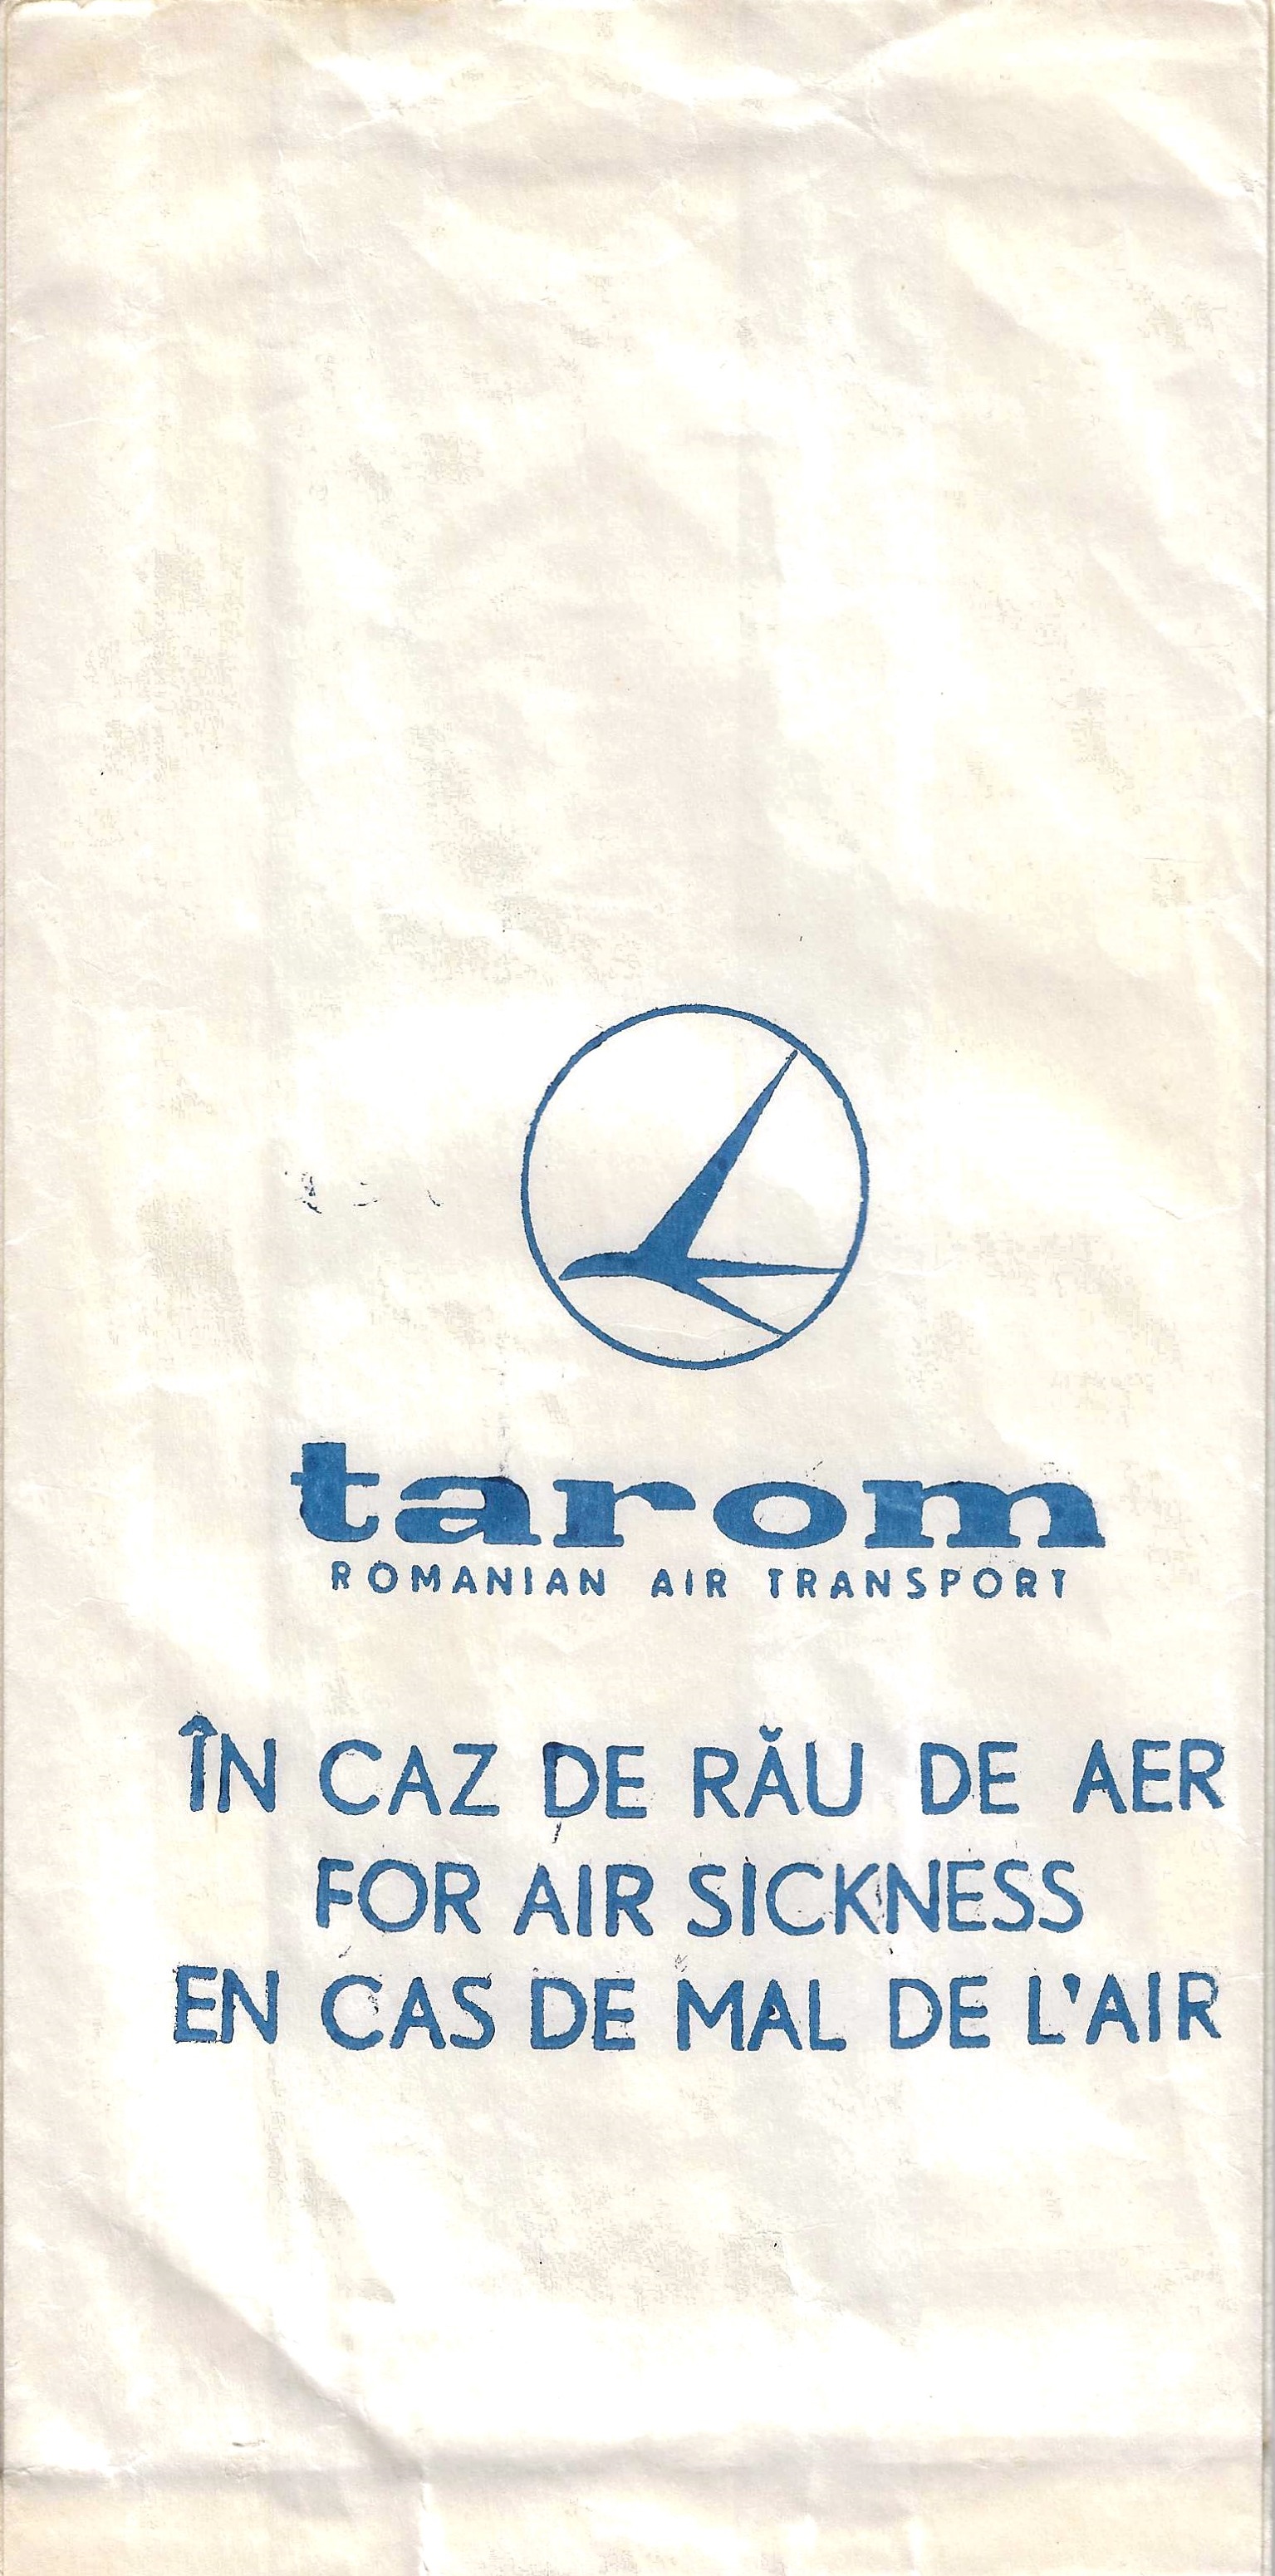 tarom
ROMANIAN AIR TRANSPORT
ÎN CAZ DE RĂU DE AER
FOR AIR SICKNESS
EN CAS DE MAL DE L'AIR